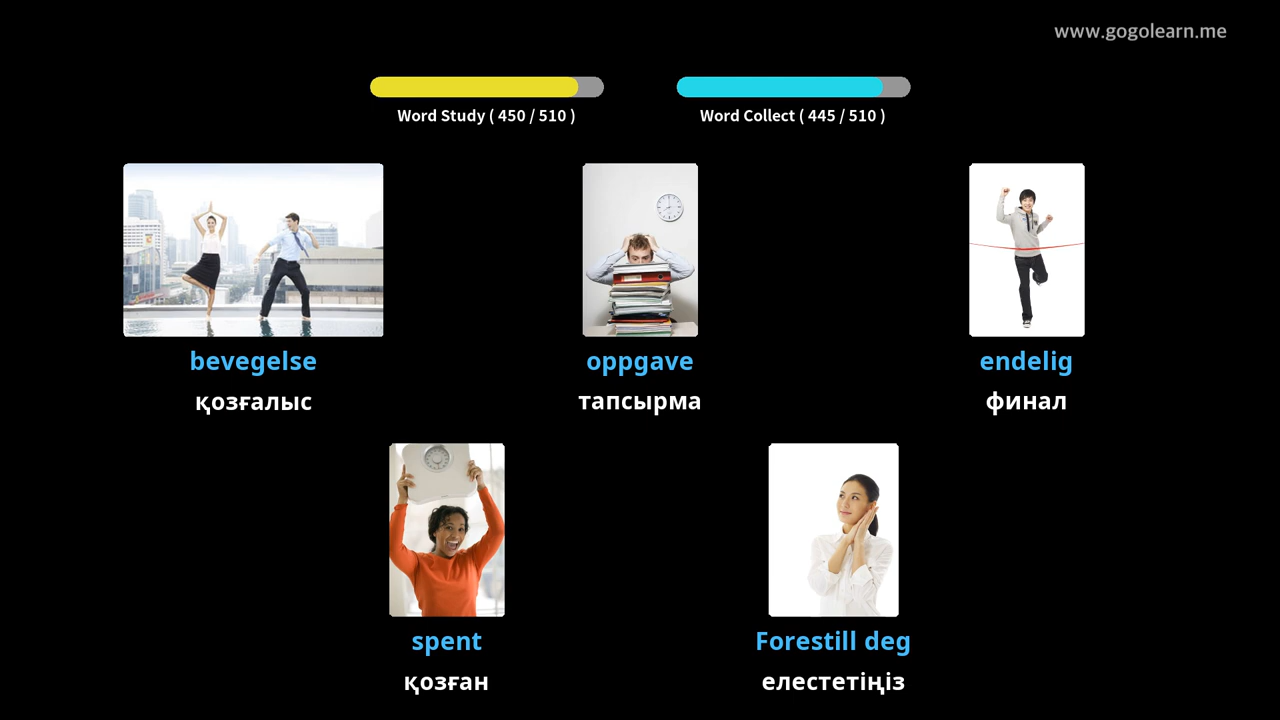 www.gogolearn.me
Word Study ( 450 / 510 )
Word Collect ( 445 / 510 )
bevegelse
қозғалыс
oppgave
тапсырма
endelig
финал
spent
қозған
Forestill deg
елестетіңіз